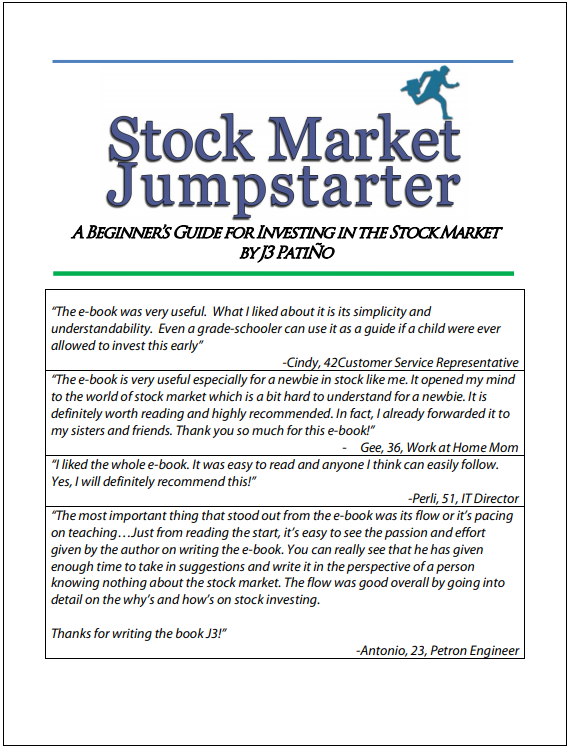 Stock Market
Jumpstarter
A BEGINNER'S GUIDE FOR INVESTING IN THE STOCK MARKET
BY J3 PATIÑO
“The e-book was very useful.  What I liked about it is its simplicity and
understandability.  Even a grade-schooler can use it as a guide if a child were ever
allowed to invest this early”
-Cindy, 42Customer Service Representative
“The e-book is very useful especially for a newbie in stock like me. It opened my mind
to the world of stock market which is a bit hard to understand for a newbie. It is
definitely worth reading and highly recommended. In fact, I already forwarded it to
my sisters and friends. Thank you so much for this e-book!”
- Gee, 36, Work at Home Mom
“I liked the whole e-book. It was easy to read and anyone I think can easily follow.
Yes, I will definitely recommend this!”
-Perli, 51, IT Director
“The most important thing that stood out from the e-book was its flow or it’s pacing
on teaching…Just from reading the start, it’s easy to see the passion and effort
given by the author on writing the e-book. You can really see that he has given
enough time to take in suggestions and write it in the perspective of a person
knowing nothing about the stock market. The flow was good overall by going into
detail on the why’s and how’s on stock investing.
Thanks for writing the book J3!”
-Antonio, 23, Petron Engineer